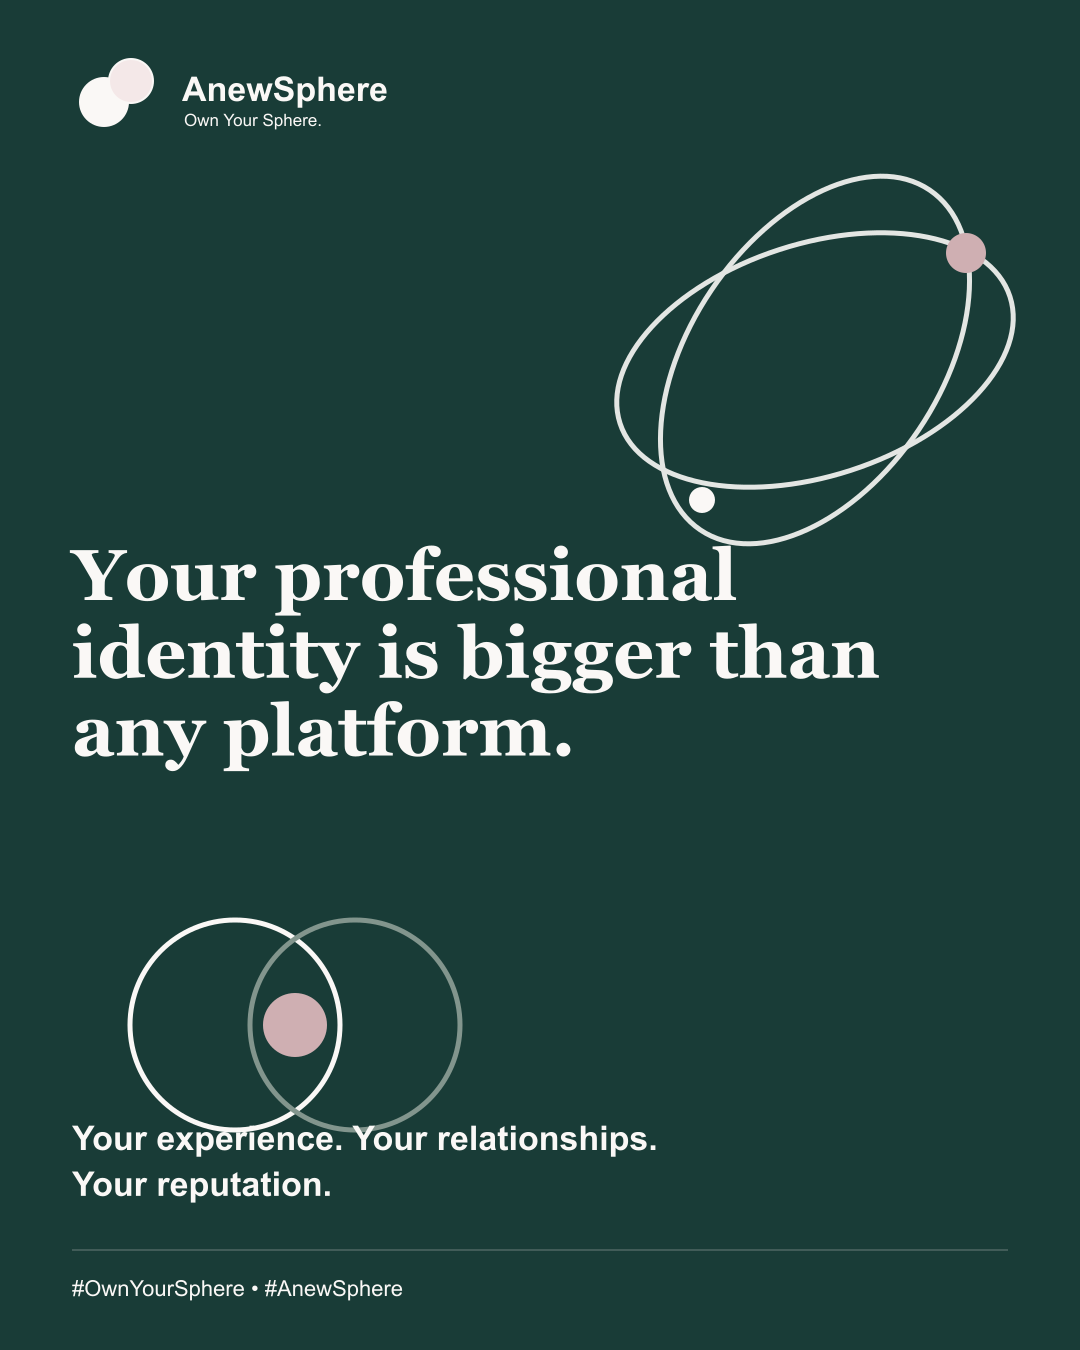 AnewSphere
Own Your Sphere.
Your professional
identity is bigger than
any platform.
Your experience. Your relationships.
Your reputation.
#OwnYourSphere • #AnewSphere